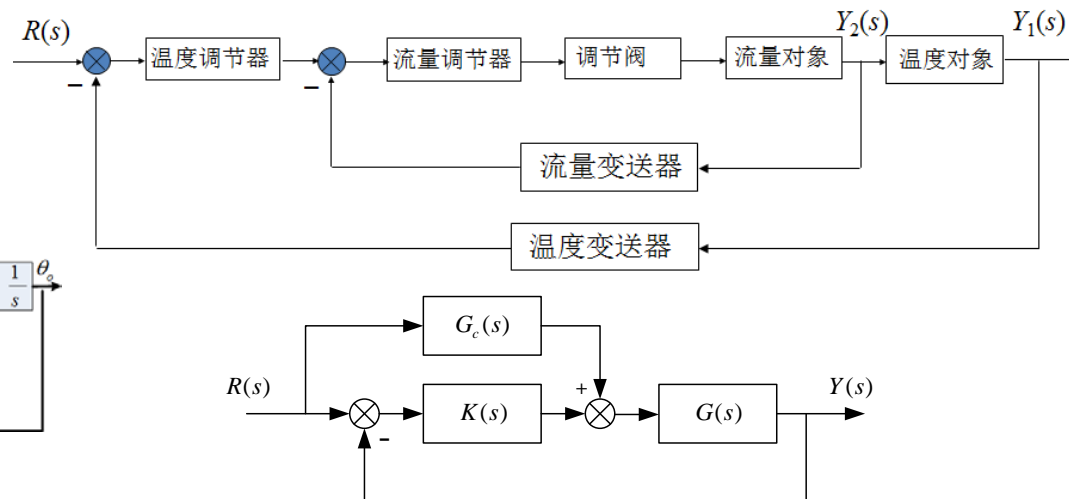 R(s) 温度调节器 流量调节器 调节阀 流量对象 Y₂(s) 温度对象 Y₁(s)
− −
流量变送器
温度变送器
1/s θₒ
G_c(s)
R(s) + Y(s)
K(s) G(s)
-